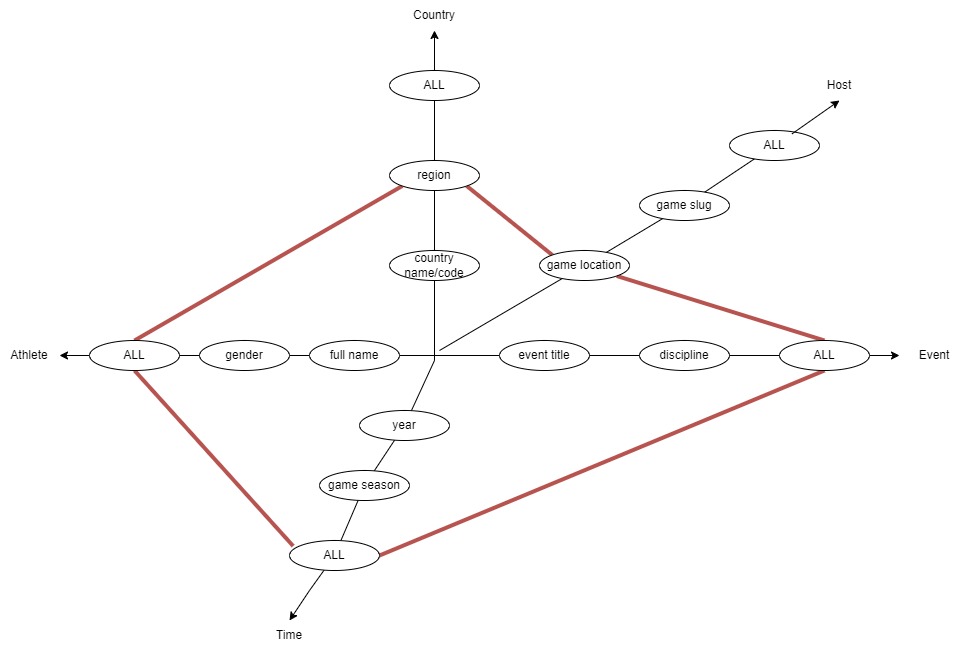 Country
ALL
Host
ALL
region
game slug
country
name/code
game location
Athlete
ALL
gender
full name
event title
discipline
ALL
Event
year
game season
ALL
Time